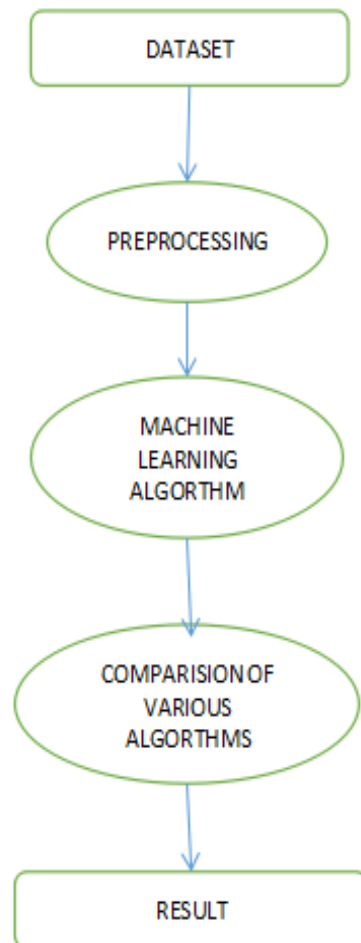 DATASET
PREPROCESSING
MACHINE
LEARNING
ALGORTHM
COMPARISION OF
VARIOUS
ALGORTHMS
RESULT